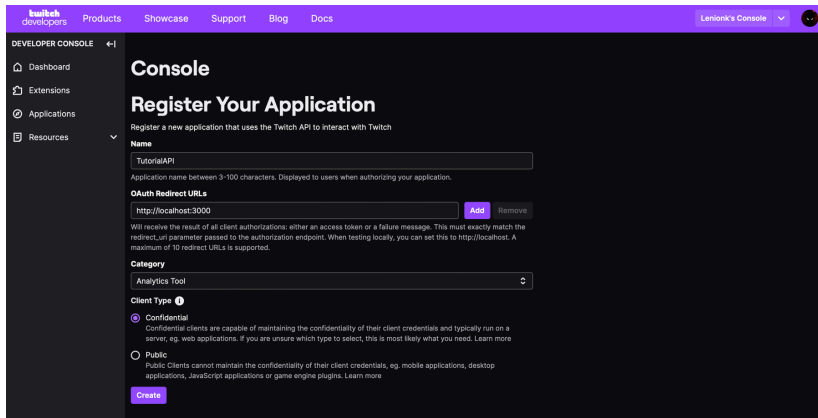 twitch
developers
Products
Showcase
Support
Blog
Docs
Lenionk's Console
DEVELOPER CONSOLE
Dashboard
Extensions
Applications
Resources
Console
Register Your Application
Register a new application that uses the Twitch API to interact with Twitch
Name
TutorialAPI
Application name between 3-100 characters. Displayed to users when authorizing your application.
OAuth Redirect URLs
http://localhost:3000
Add
Remove
Will receive the result of all client authorizations: either an access token or a failure message. This must exactly match the
redirect_uri parameter passed to the authorization endpoint. When testing locally, you can set this to http://localhost. A
maximum of 10 redirect URLs is supported.
Category
Analytics Tool
Client Type
Confidential
Confidential clients are capable of maintaining the confidentiality of their client credentials and typically run on a
server, eg. web applications. If you are unsure which type to select, this is most likely what you need. Learn more
Public
Public Clients cannot maintain the confidentiality of their client credentials, eg. mobile applications, desktop
applications, JavaScript applications or game engine plugins. Learn more
Create